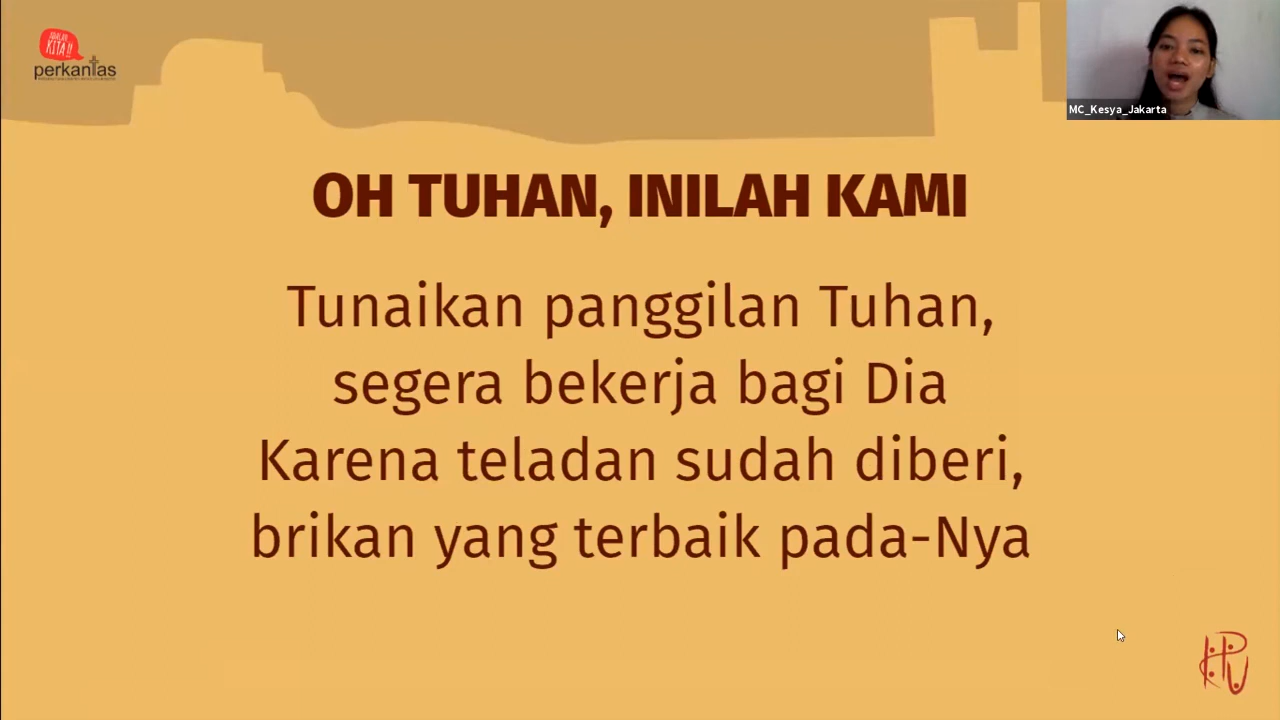 KITA!!
perkantas
MC_Kesya_Jakarta
OH TUHAN, INILAH KAMI
Tunaikan panggilan Tuhan,
segera bekerja bagi Dia
Karena teladan sudah diberi,
brikan yang terbaik pada-Nya